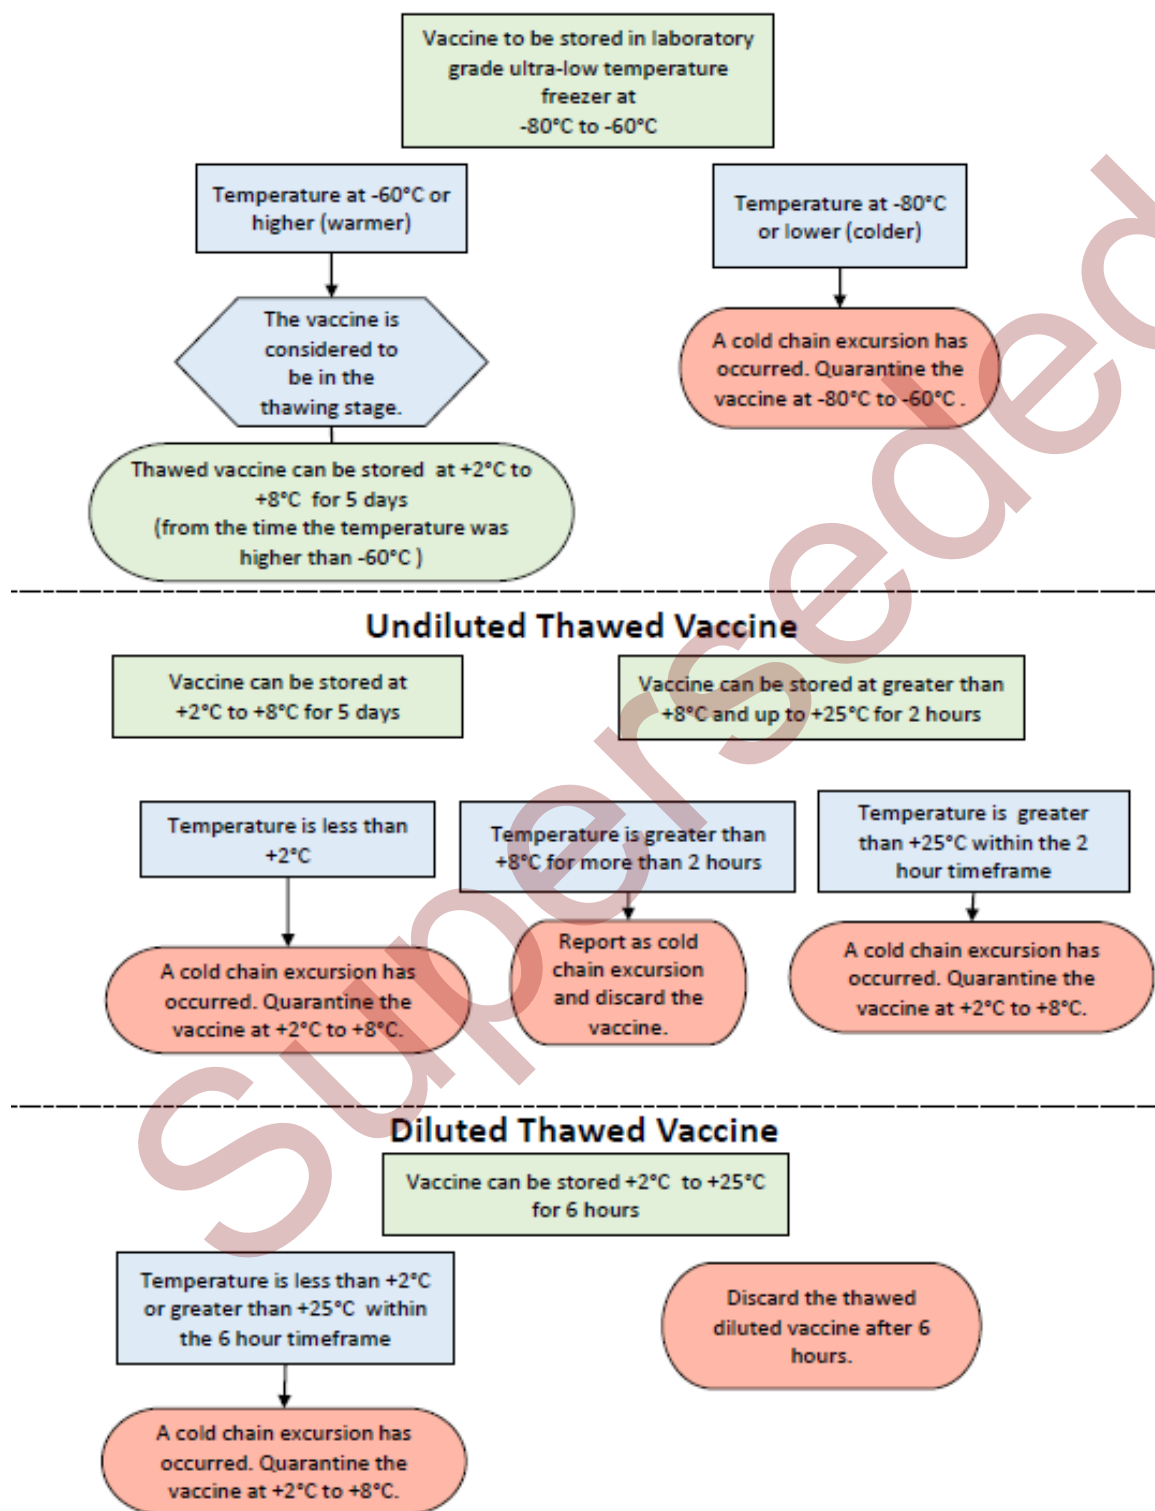 Vaccine to be stored in laboratory
grade ultra-low temperature
freezer at
-80°C to -60°C
Temperature at -60°C or
higher (warmer)
Temperature at -80°C
or lower (colder)
The vaccine is
considered to
be in the
thawing stage.
A cold chain excursion has
occurred. Quarantine the
vaccine at -80°C to -60°C .
Thawed vaccine can be stored at +2°C to
+8°C for 5 days
(from the time the temperature was
higher than -60°C )
Undiluted Thawed Vaccine
Vaccine can be stored at
+2°C to +8°C for 5 days
Vaccine can be stored at greater than
+8°C and up to +25°C for 2 hours
Temperature is less than
+2°C
Temperature is greater than
+8°C for more than 2 hours
Temperature is greater
than +25°C within the 2
hour timeframe
A cold chain excursion has
occurred. Quarantine the
vaccine at +2°C to +8°C.
Report as cold
chain excursion
and discard the
vaccine.
A cold chain excursion has
occurred. Quarantine the
vaccine at +2°C to +8°C.
Diluted Thawed Vaccine
Vaccine can be stored +2°C to +25°C
for 6 hours
Temperature is less than +2°C
or greater than +25°C within
the 6 hour timeframe
Discard the thawed
diluted vaccine after 6
hours.
A cold chain excursion has
occurred. Quarantine the
vaccine at +2°C to +8°C.
Superseded